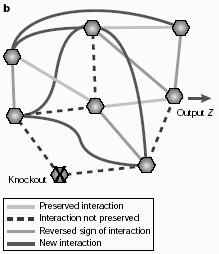 b
Output Z
Knockout X
Preserved interaction
Interaction not preserved
Reversed sign of interaction
New interaction